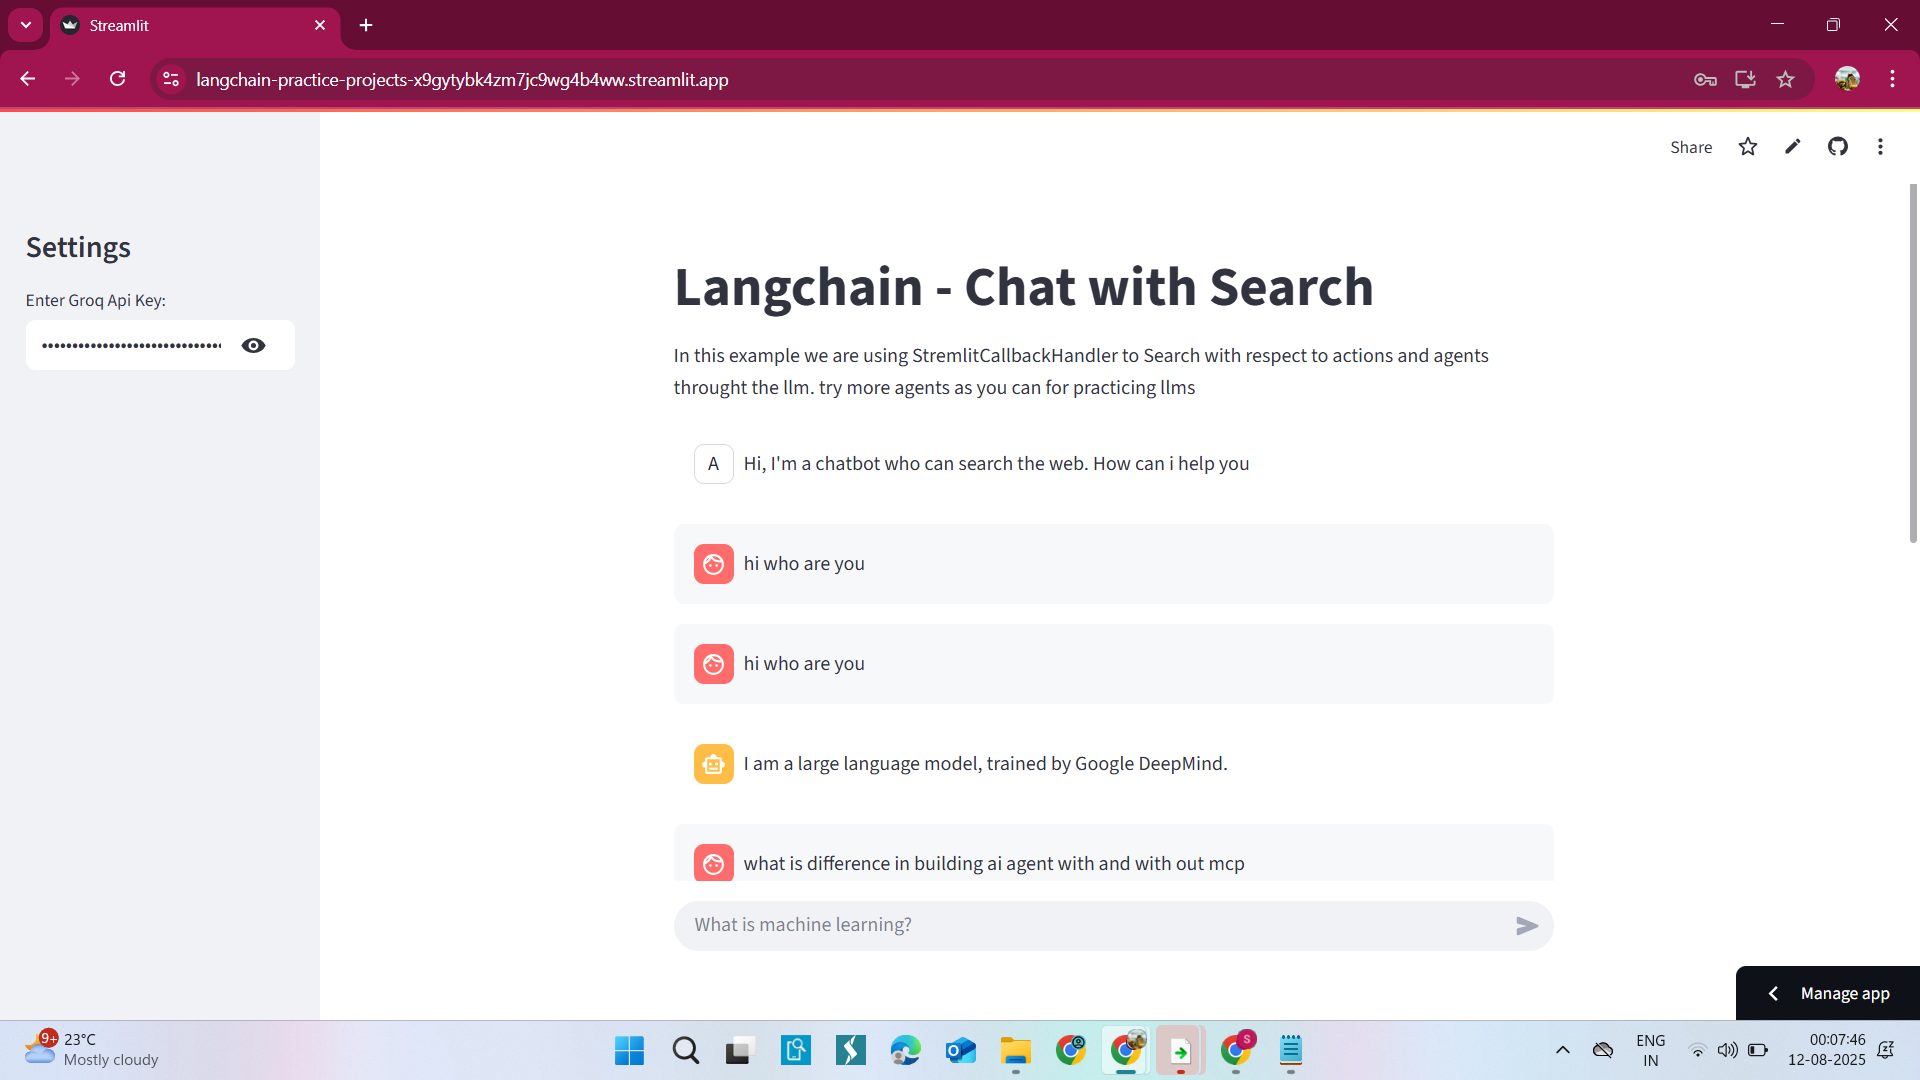 Streamlit
langchain-practice-projects-x9gytybk4zm7jc9wg4b4ww.streamlit.app
Share
Settings
Enter Groq Api Key:
Langchain - Chat with Search
In this example we are using StremlitCallbackHandler to Search with respect to actions and agents
throught the llm. try more agents as you can for practicing llms
A
Hi, I'm a chatbot who can search the web. How can i help you
hi who are you
hi who are you
I am a large language model, trained by Google DeepMind.
what is difference in building ai agent with and with out mcp
What is machine learning?
Manage app
9+
23°C
Mostly cloudy
S
ENG
IN
00:07:46
12-08-2025